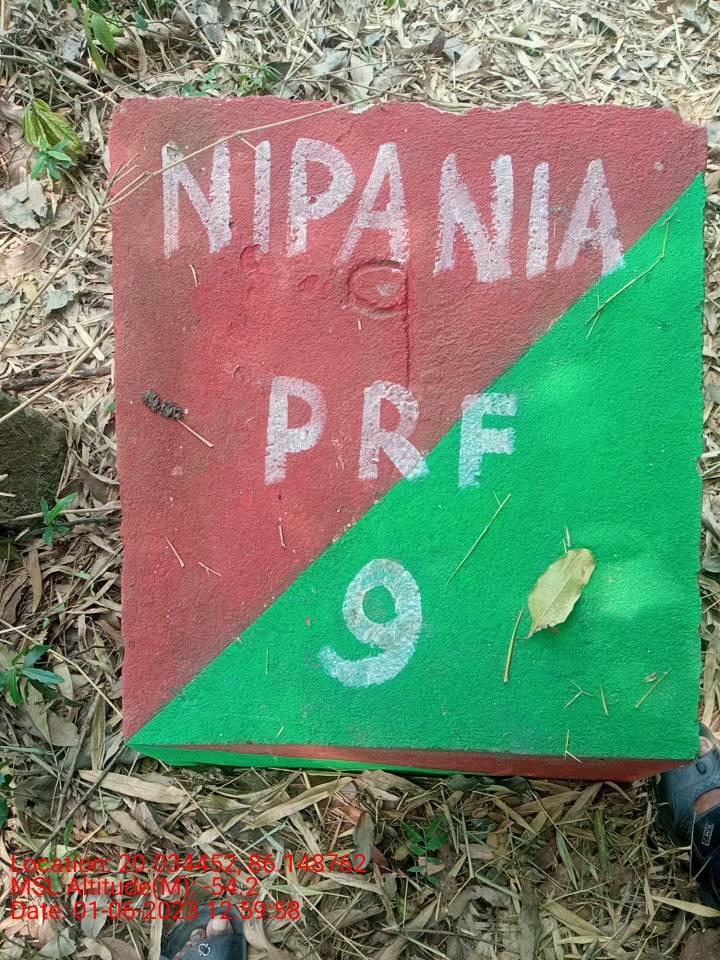 NIPANIA
PRF
9
Location: 20.034452, 86.148762
MSL Altitude(M): -54.2
Date: 01-06-2023 12:59:58